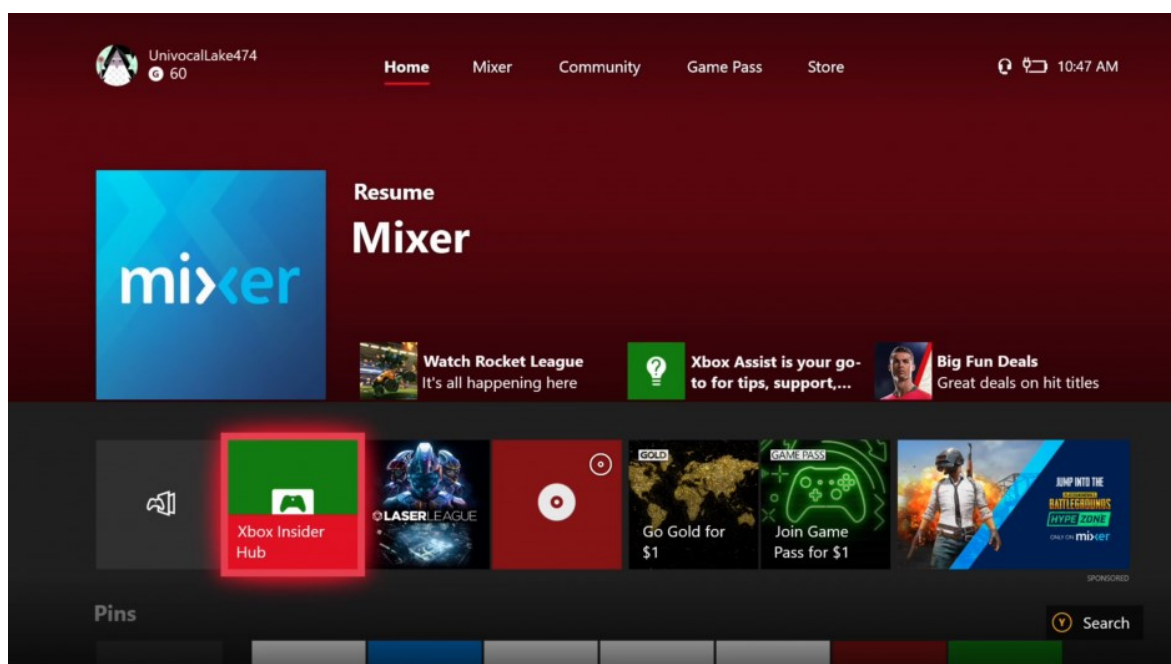 UnivocalLake474
G 60
Home Mixer Community Game Pass Store
10:47 AM
Resume
Mixer
mixer
Watch Rocket League
It's all happening here
Xbox Assist is your go-
to for tips, support,...
Big Fun Deals
Great deals on hit titles
Xbox Insider
Hub
LASERLEAGUE
GOLD
Go Gold for
$1
GAME PASS
Join Game
Pass for $1
JUMP INTO THE
BATTLEGROUNDS
HYPE ZONE
ONLY ON mixer
SPONSORED
Pins
Y Search